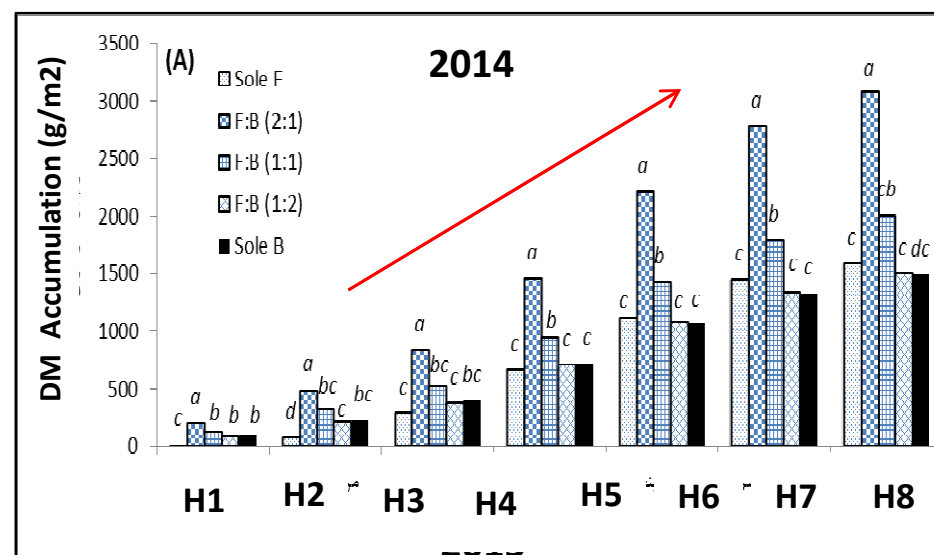 3500
3000
2500
2000
1500
1000
500
0
DM Accumulation (g/m2)
(A)
2014
Sole F
F:B (2:1)
F:B (1:1)
F:B (1:2)
Sole B
c a b b b
d a bc c bc
c a bc c bc
c a b c c
c a b c c
c a b c c
c a cb c dc
H1 H2 H3 H4 H5 H6 H7 H8